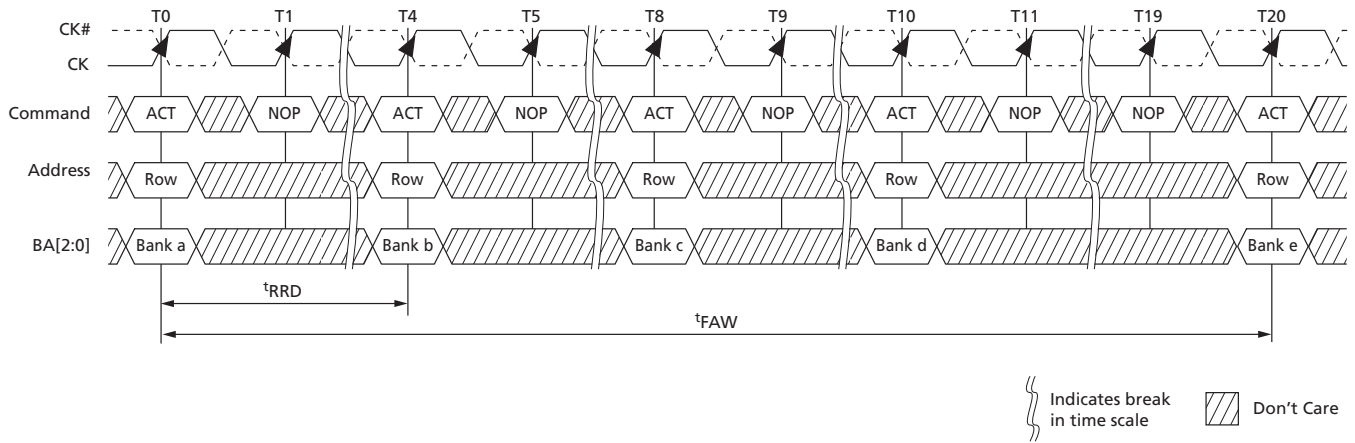 T0 T1 T4 T5 T8 T9 T10 T11 T19 T20
CK#
CK
Command ACT NOP ACT NOP ACT NOP ACT NOP NOP ACT
Address Row Row Row Row Row
BA[2:0] Bank a Bank b Bank c Bank d Bank e
tRRD
tFAW
Indicates break
in time scale
Don't Care